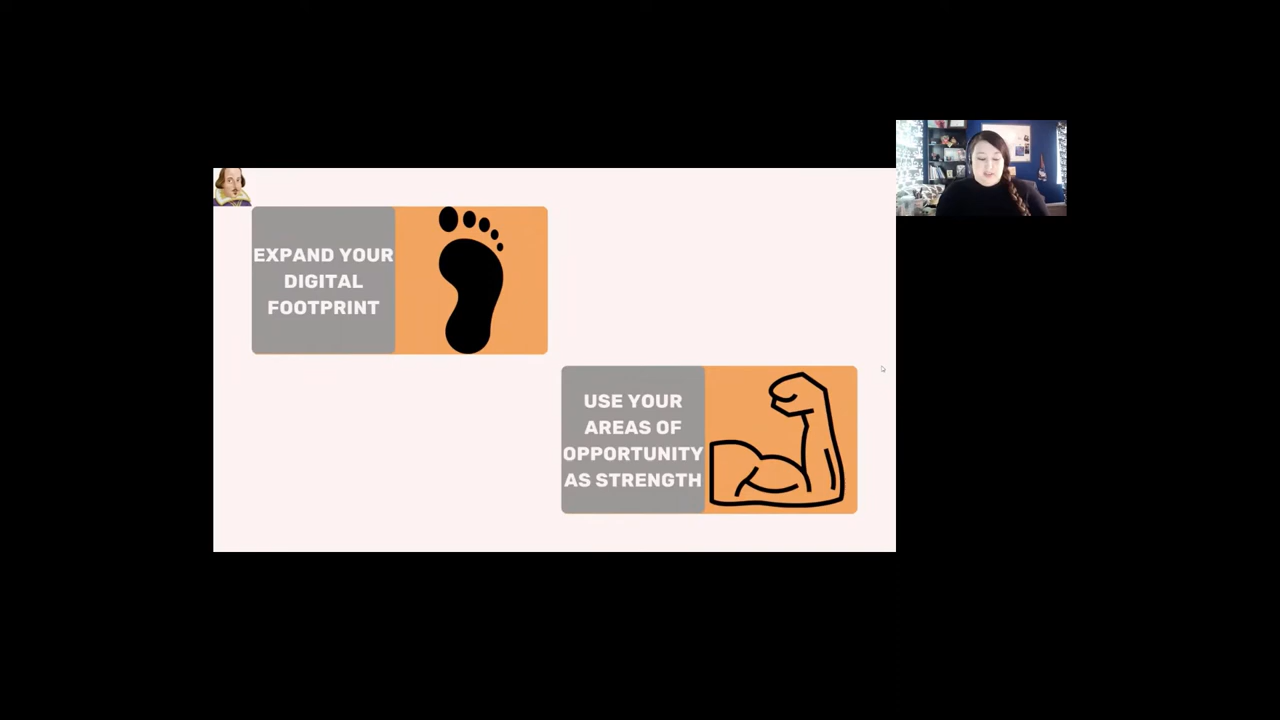 EXPAND YOUR
DIGITAL
FOOTPRINT
USE YOUR
AREAS OF
OPPORTUNITY
AS STRENGTH